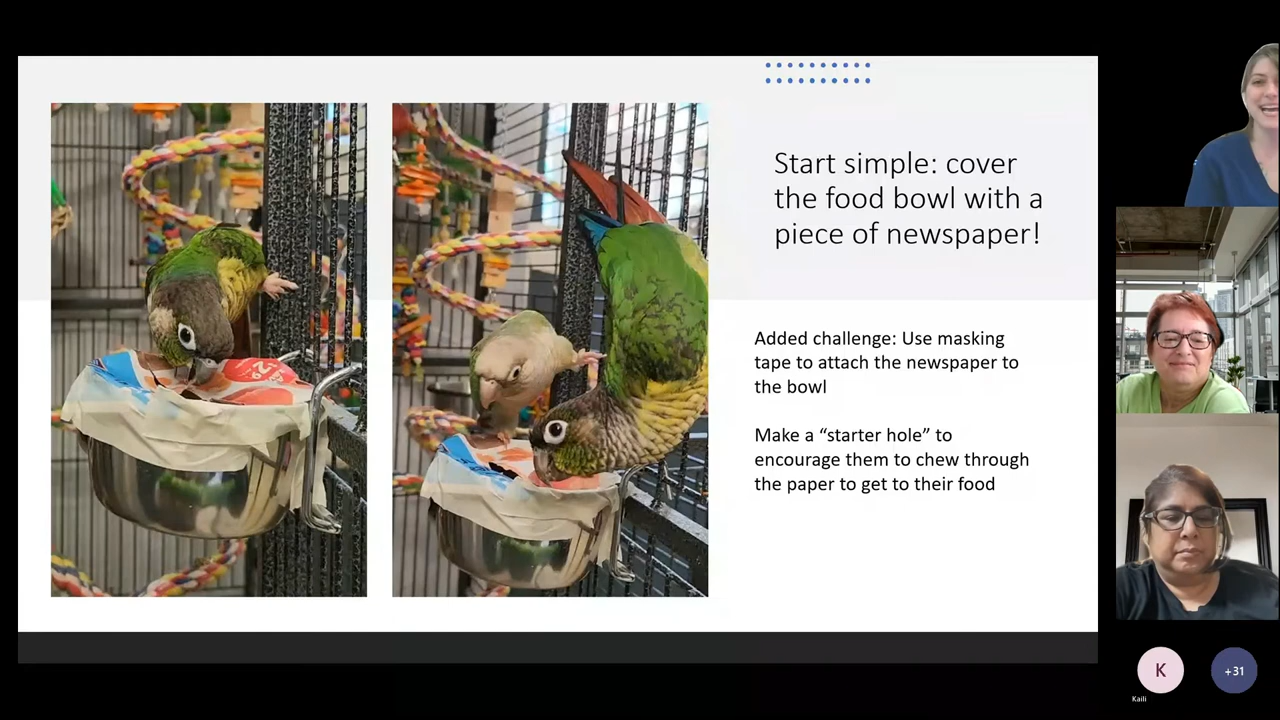 Start simple: cover
the food bowl with a
piece of newspaper!
Added challenge: Use masking
tape to attach the newspaper to
the bowl
Make a “starter hole” to
encourage them to chew through
the paper to get to their food
K
+31
Kaili